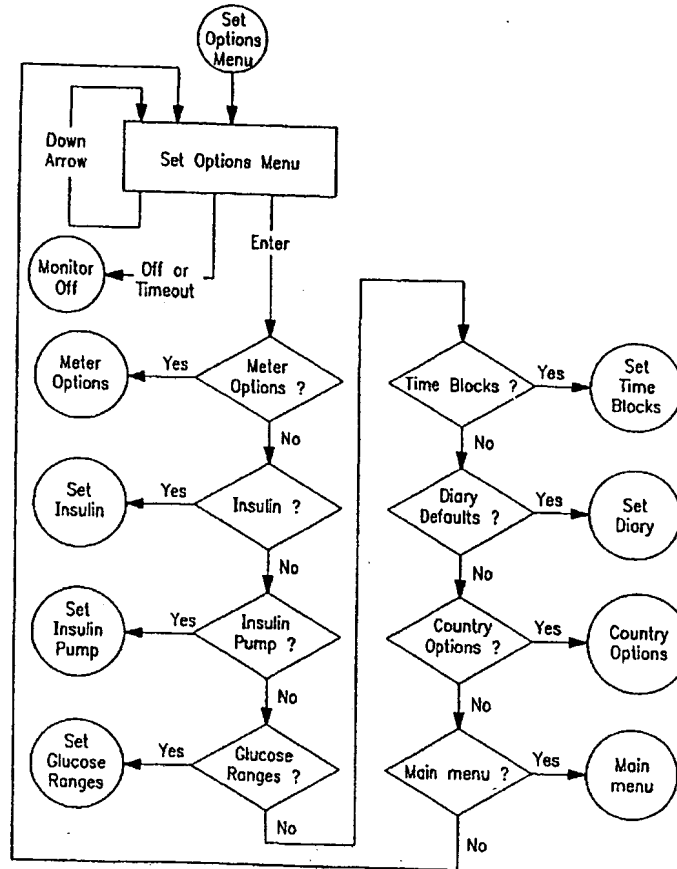 Set
Options
Menu
Down
Arrow
Set Options Menu
Enter
Monitor
Off
Off or
Timeout
Meter
Options
Yes
Meter
Options ?
No
Set
Insulin
Yes
Insulin ?
No
Set
Insulin
Pump
Yes
Insulin
Pump ?
No
Set
Glucose
Ranges
Yes
Glucose
Ranges ?
No
Time Blocks ?
Yes
Set
Time
Blocks
No
Diary
Defaults ?
Yes
Set
Diary
No
Country
Options ?
Yes
Country
Options
No
Main menu ?
Yes
Main
menu
No